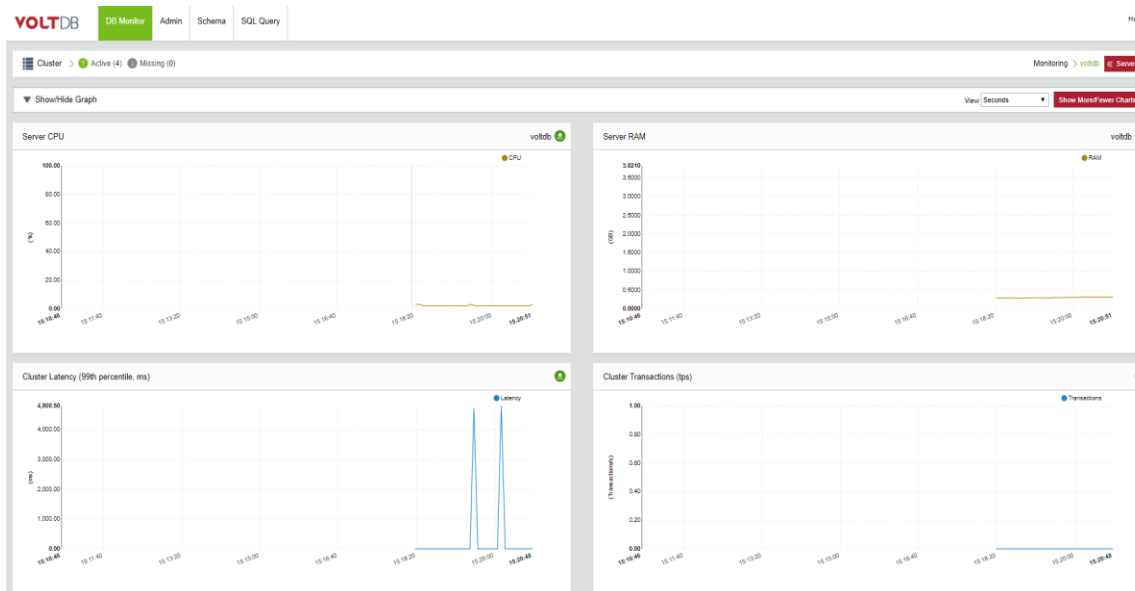 VOLTDB DB Monitor Admin Schema SQL Query
Cluster > Active (4) Missing (0) Monitoring > voltdb « Server
▼ Show/Hide Graph View Seconds Show More/Fewer Charts
Server CPU voltdb
CPU
100.00
80.00
60.00
40.00
20.00
0.00
(%)
15:10:46 15:11:40 15:13:20 15:15:00 15:16:40 15:18:20 15:20:00 15:20:51
Server RAM voltdb
RAM
3.8210
3.5000
3.0000
2.5000
2.0000
1.5000
1.0000
0.5000
0.0000
(GB)
15:10:46 15:11:40 15:13:20 15:15:00 15:16:40 15:18:20 15:20:00 15:20:51
Cluster Latency (99th percentile, ms)
Latency
4,800.50
4,000.00
3,000.00
2,000.00
1,000.00
0.00
(ms)
15:10:46 15:11:40 15:13:20 15:15:00 15:16:40 15:18:20 15:20:00 15:20:48
Cluster Transactions (tps)
Transactions
1.00
0.80
0.60
0.40
0.20
0.00
(Transactions/s)
15:10:46 15:11:40 15:13:20 15:15:00 15:16:40 15:18:20 15:20:00 15:20:48